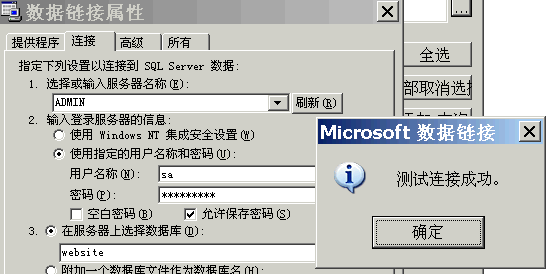 数据链接属性
提供程序 连接 高级 所有
指定下列设置以连接到 SQL Server 数据:
1. 选择或输入服务器名称(E):
ADMIN
刷新(R)
2. 输入登录服务器的信息:
使用 Windows NT 集成安全设置(W)
使用指定的用户名称和密码(U):
用户名称(N): sa
密码(P): *********
空白密码(B) 允许保存密码(S)
3. 在服务器上选择数据库(D):
website
附加一个数据库文件作为数据库名(H)
...
全选
部取消选择
Microsoft 数据链接
测试连接成功。
确定